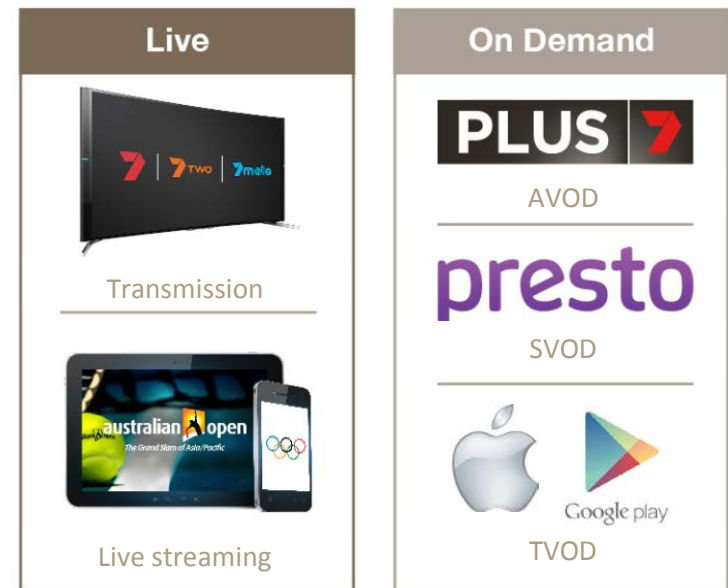 Live
7 | 7TWO | 7mate
Transmission
australian open
The Grand Slam of Asia/Pacific
Live streaming
On Demand
PLUS 7
AVOD
presto
SVOD
Google play
TVOD